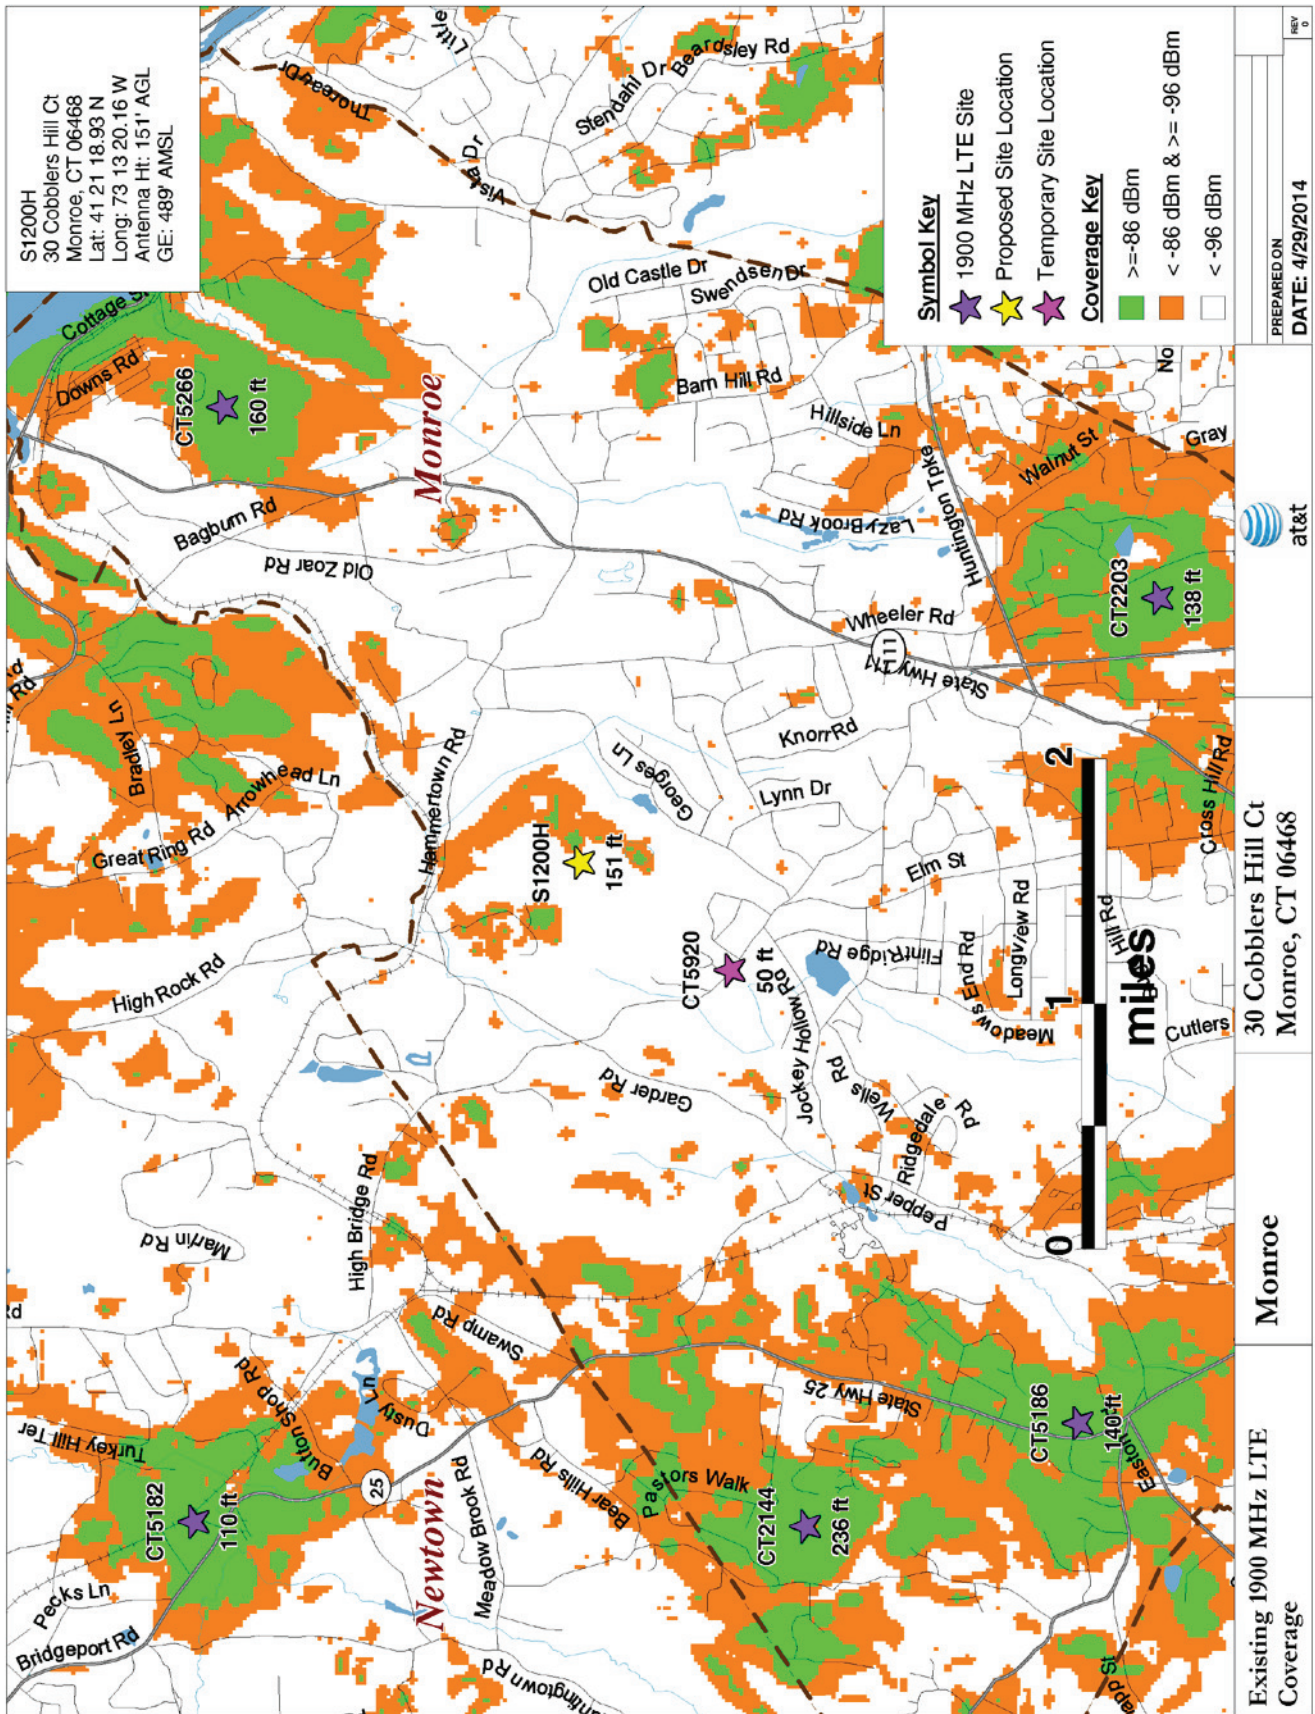 S1200H
30 Cobblers Hill Ct
Monroe, CT 06468
Lat: 41 21 18.93 N
Long: 73 13 20.16 W
Antenna Ht: 151' AGL
GE: 489' AMSL
Pecks Ln
Bridgeport Rd
Turkey Hill Ter
CT5182
110 ft
Button Shop Rd
Dusty Ln
25
Newtown
Meadow Brook Rd
Bear Hills Rd
Swamp Rd
Marrin Rd
High Bridge Rd
High Rock Rd
Great Ring Rd
Arrowhead Ln
Bradley Ln
Hammertown Rd
Bagburn Rd
Old Zoar Rd
CT5266
160 ft
Downs Rd
Cottage
Monroe
Thoreau Dr
Vista Dr
Little
Stendahl Dr
Beardsley Rd
Old Castle Dr
Swendsen Dr
Barn Hill Rd
Hillside Ln
Lazy Brook Rd
Huntington Tpke
Walnut St
Gray
No
Wheeler Rd
111
State Hwy 111
CT2203
138 ft
S1200H
151 ft
Georges Ln
Knorr Rd
Lynn Dr
Elm St
CT5920
50 ft
Jockey Hollow Rd
Flint Ridge Rd
Longview Rd
Meadows End Rd
Meadows
Hill Rd
Cutlers
Cross Hill Rd
Garder Rd
Wells Rd
Ridgedale Rd
Pepper St
Pastors Walk
CT2144
236 ft
State Hwy 25
CT5186
140 ft
Easton
app St
0
1
2
miles
Symbol Key
1900 MHz LTE Site
Proposed Site Location
Temporary Site Location
Coverage Key
>=-86 dBm
< -86 dBm & >= -96 dBm
< -96 dBm
Existing 1900 MHz LTE
Coverage
Monroe
30 Cobblers Hill Ct
Monroe, CT 06468
at&t
PREPARED ON
DATE: 4/29/2014
REV
0